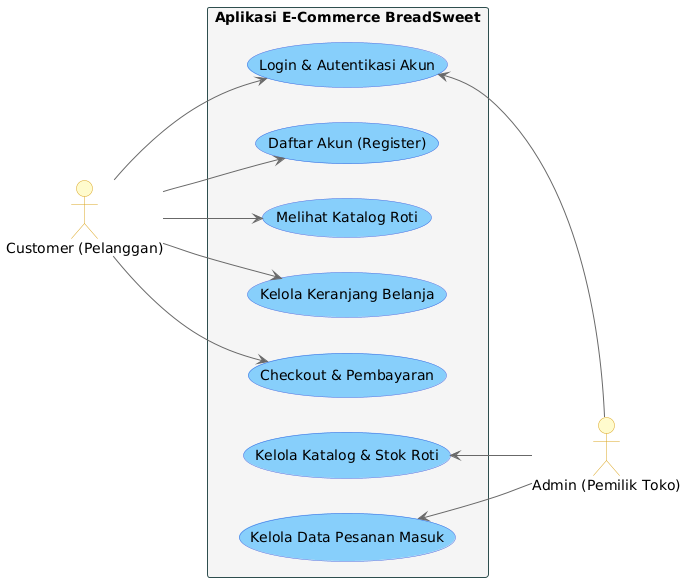 Aplikasi E-Commerce BreadSweet
Login & Autentikasi Akun
Daftar Akun (Register)
Melihat Katalog Roti
Customer (Pelanggan)
Kelola Keranjang Belanja
Checkout & Pembayaran
Kelola Katalog & Stok Roti
Admin (Pemilik Toko)
Kelola Data Pesanan Masuk